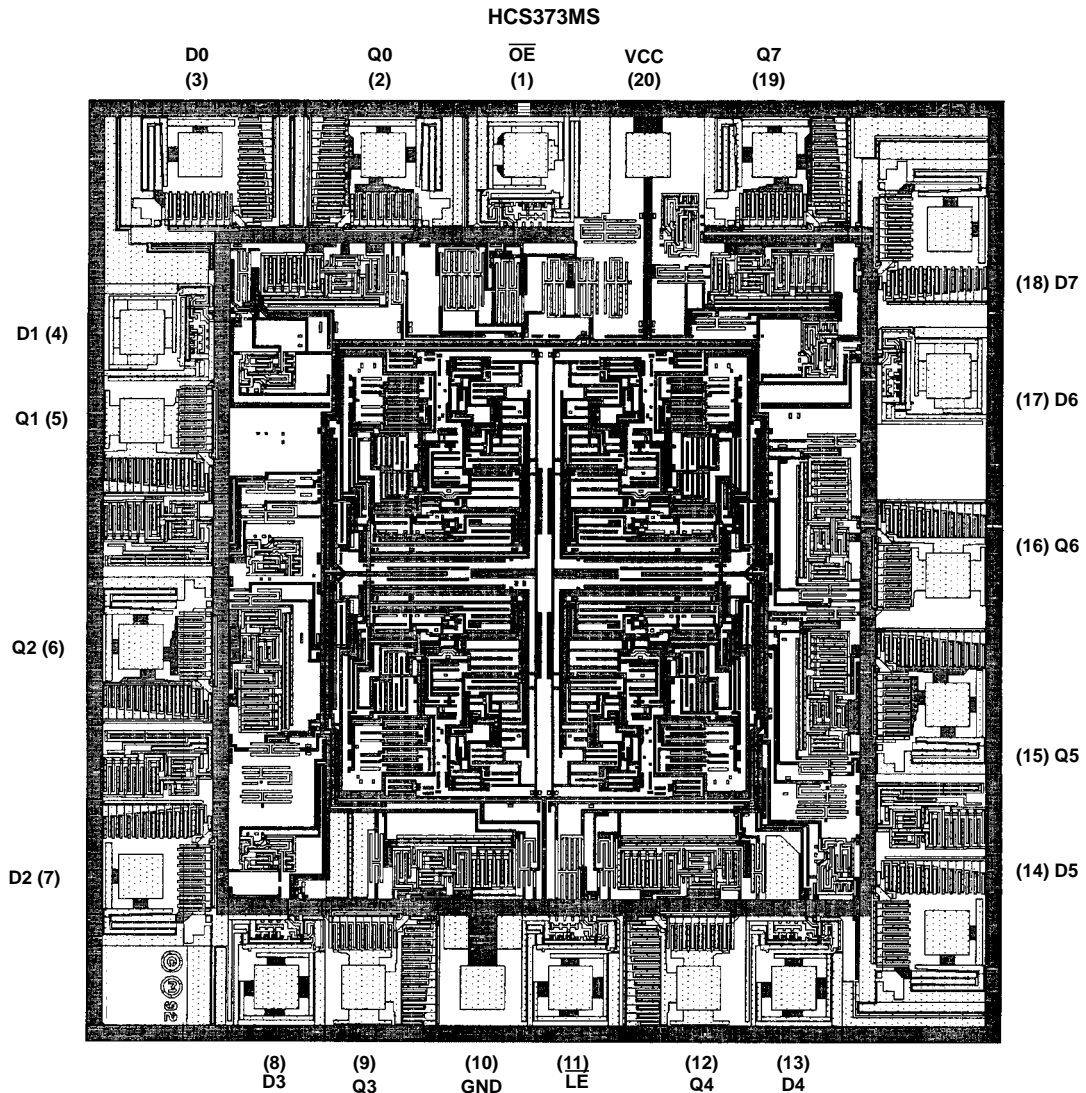 HCS373MS
D0 Q0 O̅E̅ VCC Q7
(3) (2) (1) (20) (19)
(18) D7
D1 (4)
(17) D6
Q1 (5)
(16) Q6
Q2 (6)
(15) Q5
(14) D5
D2 (7)
© Ⓜ 92
(8) (9) (10) (11) (12) (13)
D3 Q3 GND L̅E̅ Q4 D4